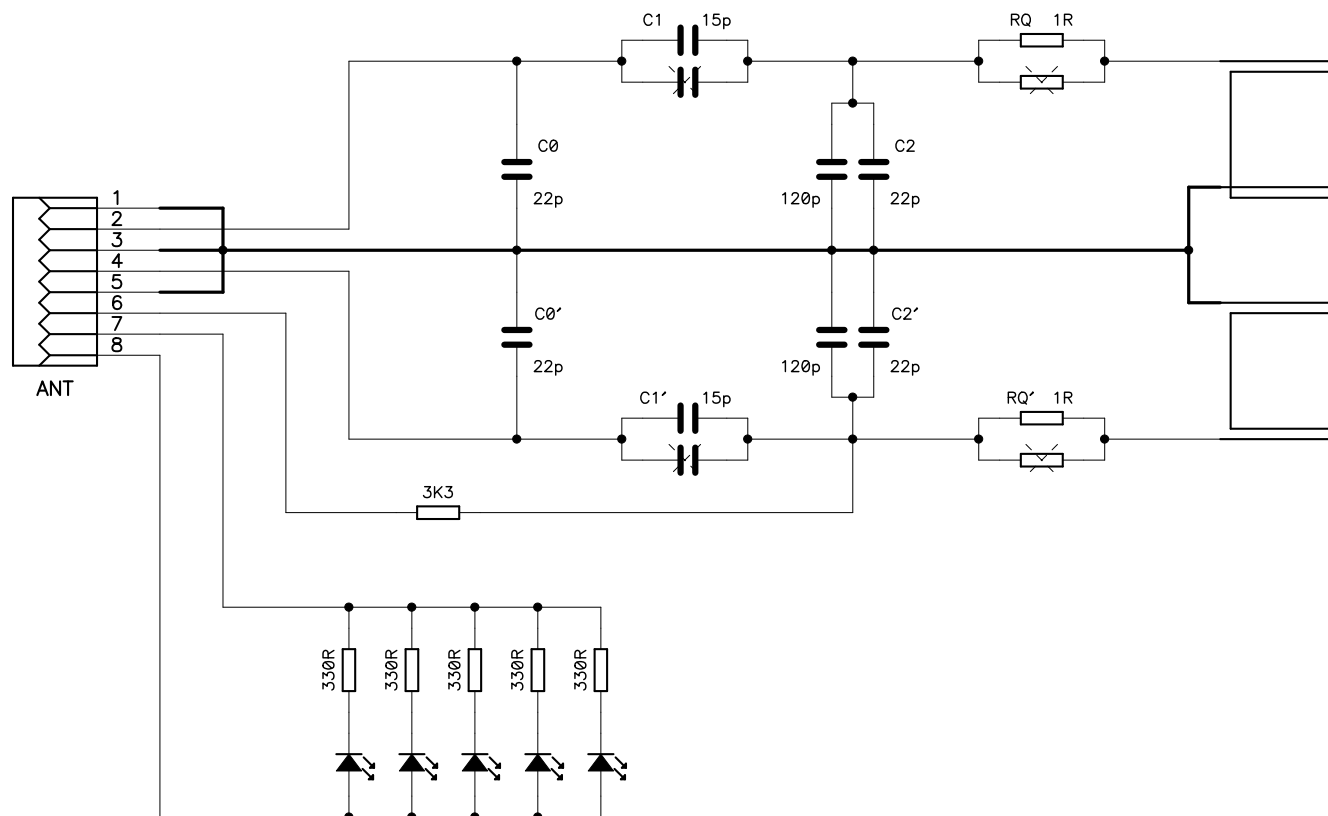 C1 15p
RQ 1R
C0
22p
C2
120p 22p
1
2
3
4
5
6
7
8
ANT
C0′
22p
C2′
120p 22p
C1′ 15p
RQ′ 1R
3K3
330R
330R
330R
330R
330R